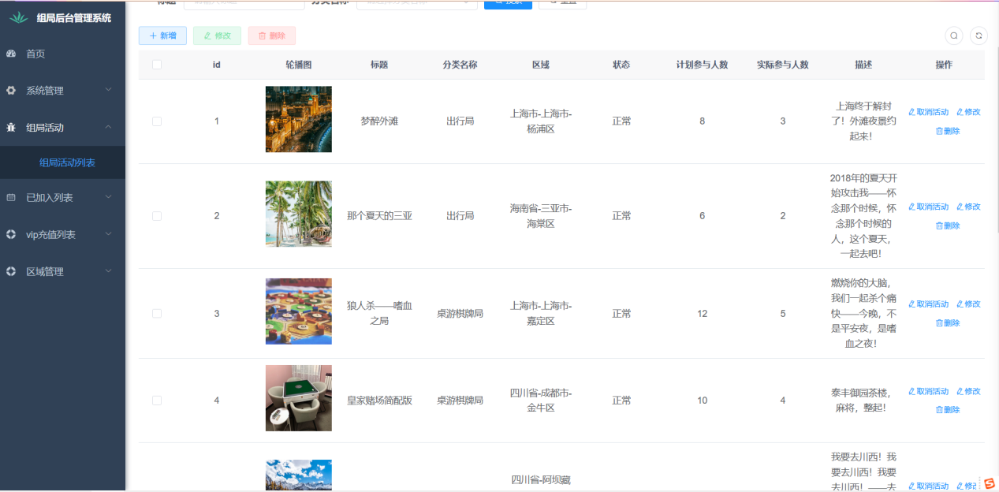 组局后台管理系统
首页
系统管理
组局活动
组局活动列表
已加入列表
vip充值列表
区域管理
标题
请输入标题
分类名称
搜索
重置
新增
修改
删除
id
轮播图
标题
分类名称
区域
状态
计划参与人数
实际参与人数
描述
操作
1
梦醉外滩
出行局
上海市-上海市-
杨浦区
正常
8
3
上海终于解封
了！外滩夜景约
起来！
取消活动
修改
删除
2
那个夏天的三亚
出行局
海南省-三亚市-
海棠区
正常
6
2
2018年的夏天开
始攻击我——怀
念那个时候，怀
念那个时候的
人，这个夏天，
一起去吧！
取消活动
修改
删除
3
狼人杀——嗜血
之局
桌游棋牌局
上海市-上海市-
嘉定区
正常
12
5
燃烧你的大脑，
我们一起杀个痛
快——今晚，不
是平安夜，是嗜
血之夜！
取消活动
修改
删除
4
皇家赌场简配版
桌游棋牌局
四川省-成都市-
金牛区
正常
10
4
泰丰御园茶楼，
麻将，整起！
取消活动
修改
删除
四川省-阿坝藏
我要去川西！我
要去川西！我要
去川西！——去
取消活动
修改